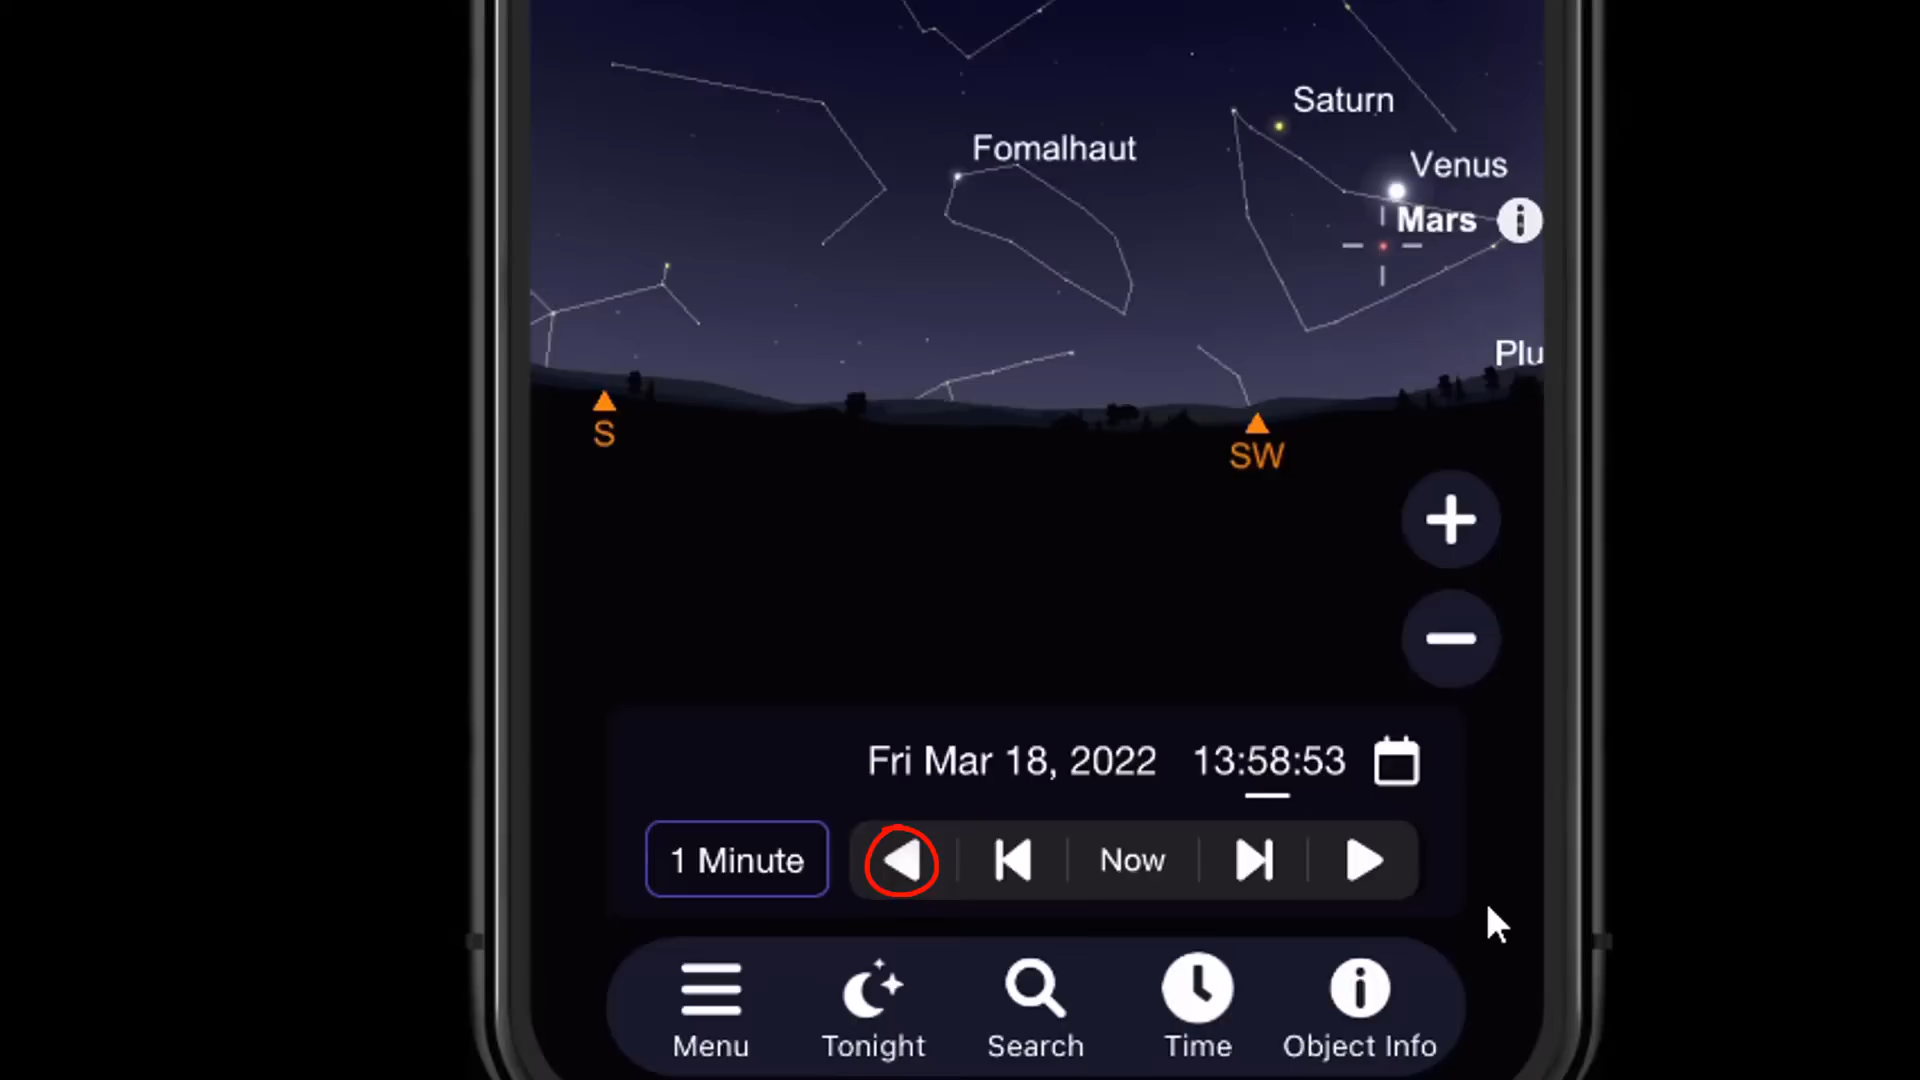 Saturn
Fomalhaut
Venus
Mars
Plu
S
SW
Fri Mar 18, 2022 13:58:53
1 Minute Now
Menu Tonight Search Time Object Info